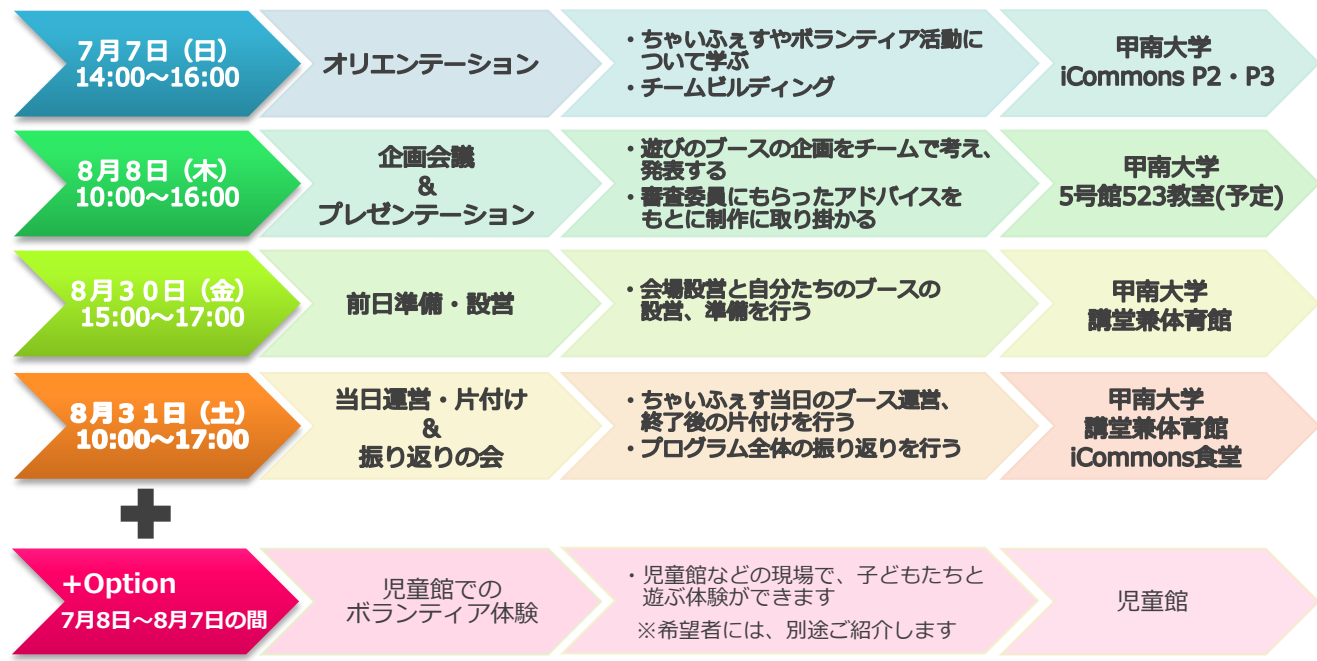 7月7日（日）
14:00～16:00
オリエンテーション
・ちゃいふぇすやボランティア活動に
ついて学ぶ
・チームビルディング
甲南大学
iCommons P2・P3
8月8日（木）
10:00～16:00
企画会議
&
プレゼンテーション
・遊びのブースの企画をチームで考え、
発表する
・審査委員にもらったアドバイスを
もとに制作に取り掛かる
甲南大学
5号館523教室(予定)
8月３０日（金）
15:00～17:00
前日準備・設営
・会場設営と自分たちのブースの
設営、準備を行う
甲南大学
講堂兼体育館
8月３１日（土）
10:00～17:00
当日運営・片付け
&
振り返りの会
・ちゃいふぇす当日のブース運営、
終了後の片付けを行う
・プログラム全体の振り返りを行う
甲南大学
講堂兼体育館
iCommons食堂
+Option
7月8日～8月7日の間
児童館での
ボランティア体験
・児童館などの現場で、子どもたちと
遊ぶ体験ができます
※希望者には、別途ご紹介します
児童館